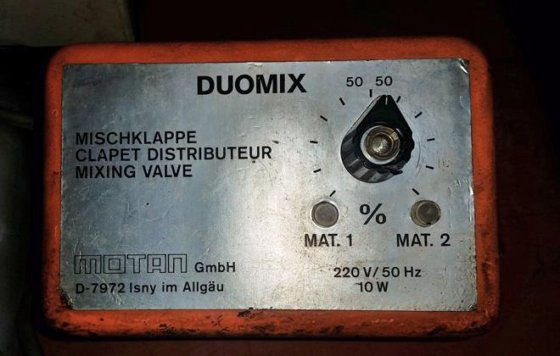 DUOMIX
50 50
MISCHKLAPPE
CLAPET DISTRIBUTEUR
MIXING VALVE
%
MAT. 1 MAT. 2
motan GmbH
D-7972 Isny im Allgäu
220 V/50 Hz
10 W